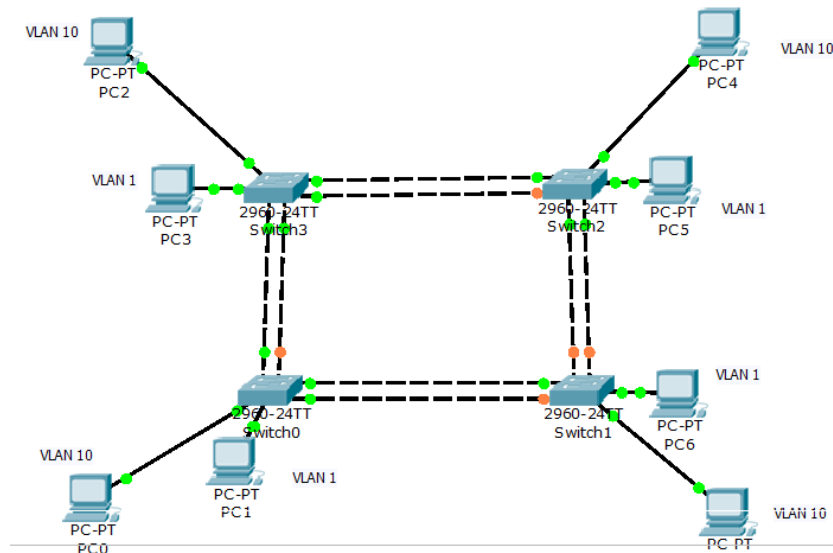 VLAN 10
PC-PT
PC2
VLAN 10
PC-PT
PC4
VLAN 1
PC-PT
PC3
2960-24TT
Switch3
2960-24TT
Switch2
PC-PT
PC5
VLAN 1
2960-24TT
Switch0
2960-24TT
Switch1
VLAN 1
PC-PT
PC6
VLAN 10
PC-PT
PC0
PC-PT
PC1
VLAN 1
PC-PT
VLAN 10